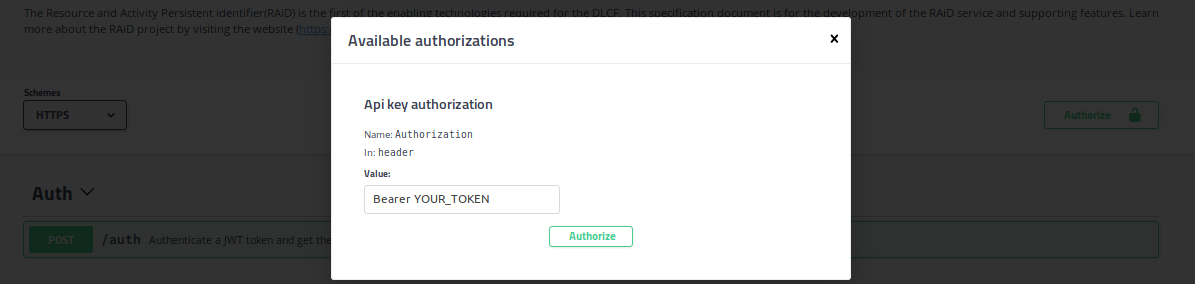 The Resource and Activity Persistent identifier(RAiD) is the first of the enabling technologies required for the DLCF. This specification document is for the development of the RAiD service and supporting features. Learn
more about the RAiD project by visiting the website (https:
Available authorizations
×
Schemes
HTTPS
Authorize
Api key authorization
Name: Authorization
In: header
Value:
Bearer YOUR_TOKEN
Authorize
Auth
POST /auth Authenticate a JWT token and get the